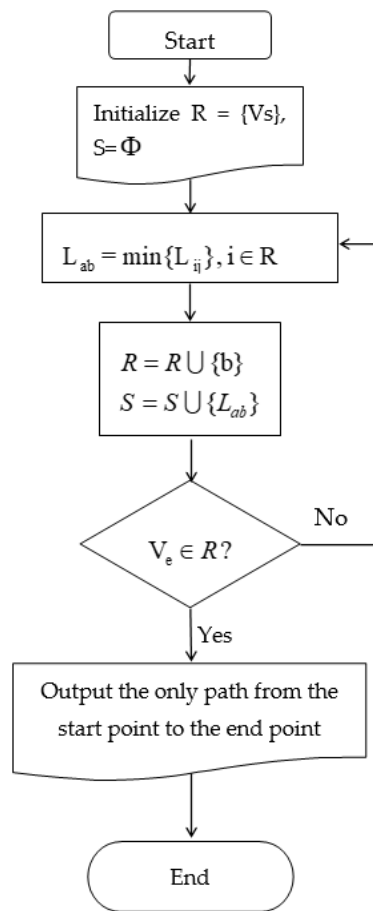 Start
Initialize R = {Vs},
S=Φ
L_ab = min{L_ij}, i ∈ R
R = R ∪ {b}
S = S ∪ {L_ab}
V_e ∈ R?
No
Yes
Output the only path from the
start point to the end point
End